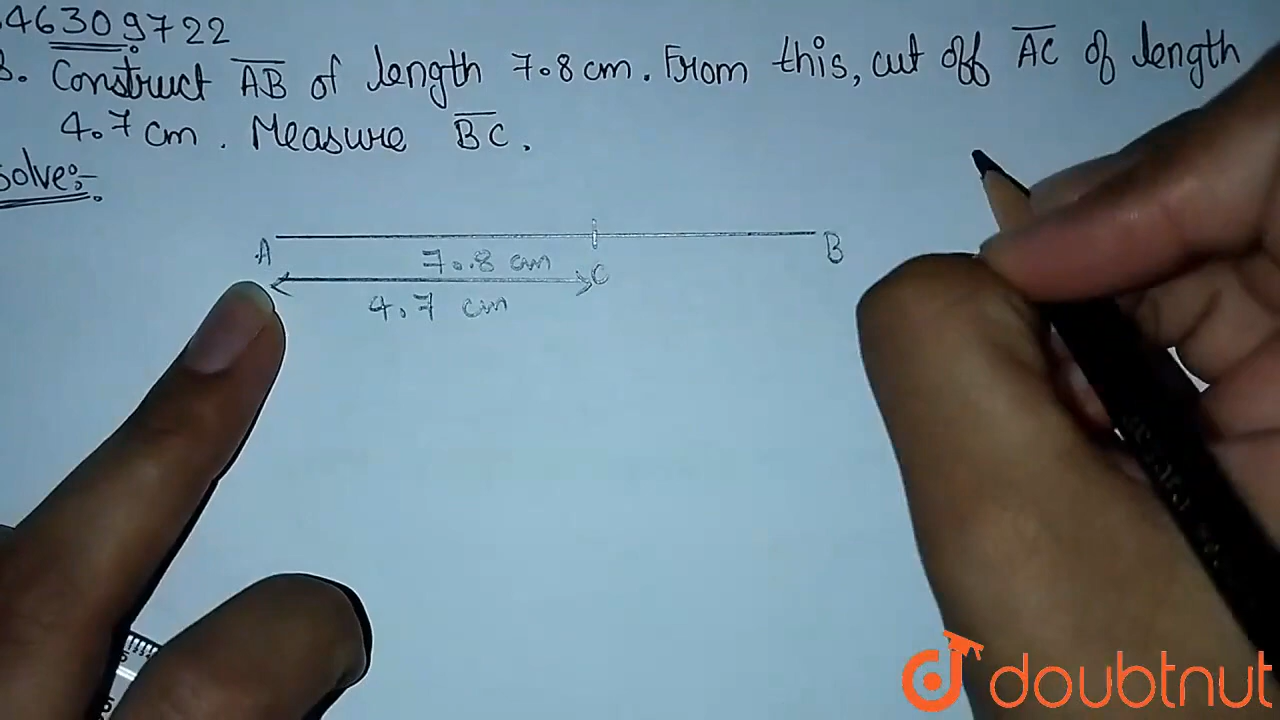 646309722
3. Construct AB of length 7.8 cm. From this, cut off AC of length
4.7 cm. Measure BC.
Solve:-
A
B
7.8 cm
C
4.7 cm
doubtnut